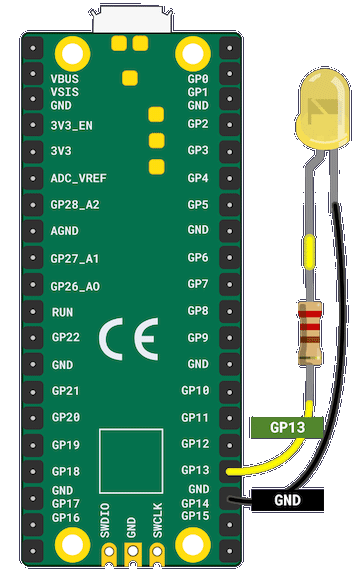 VBUS
VSIS
GND
3V3_EN
3V3
ADC_VREF
GP28_A2
AGND
GP27_A1
GP26_A0
RUN
GP22
GND
GP21
GP20
GP19
GP18
GND
GP17
GP16
GP0
GP1
GND
GP2
GP3
GP4
GP5
GND
GP6
GP7
GP8
GP9
GND
GP10
GP11
GP12
GP13
GND
GP14
GP15
CE
SWDIO
GND
SWCLK
GP13
GND